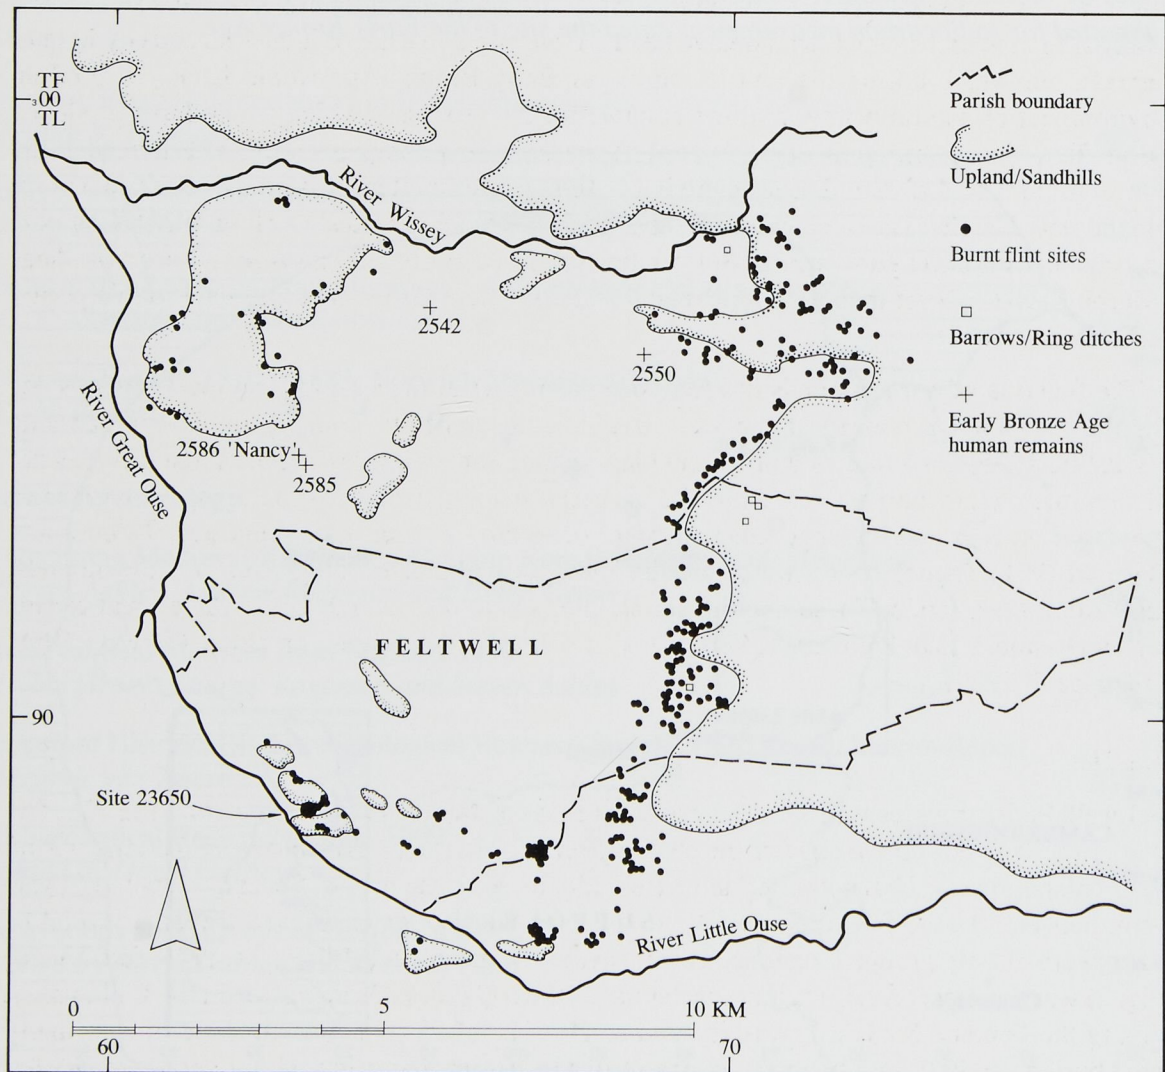 TF
300
TL
Parish boundary
Upland/Sandhills
Burnt flint sites
Barrows/Ring ditches
Early Bronze Age
human remains
River Wissey
2542
2550
River Great Ouse
2586 'Nancy'
2585
FELTWELL
90
Site 23650
River Little Ouse
0 5 10 KM
60 70